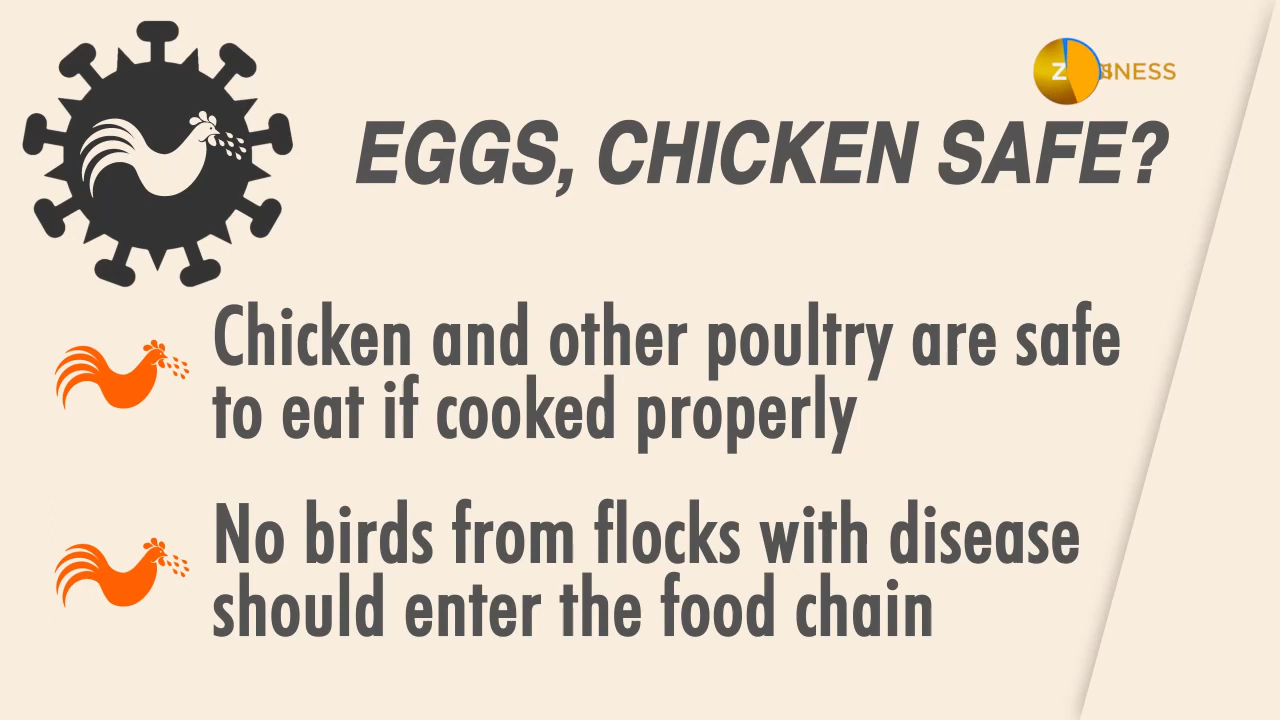 Z INESS
EGGS, CHICKEN SAFE?
Chicken and other poultry are safe
to eat if cooked properly
No birds from flocks with disease
should enter the food chain